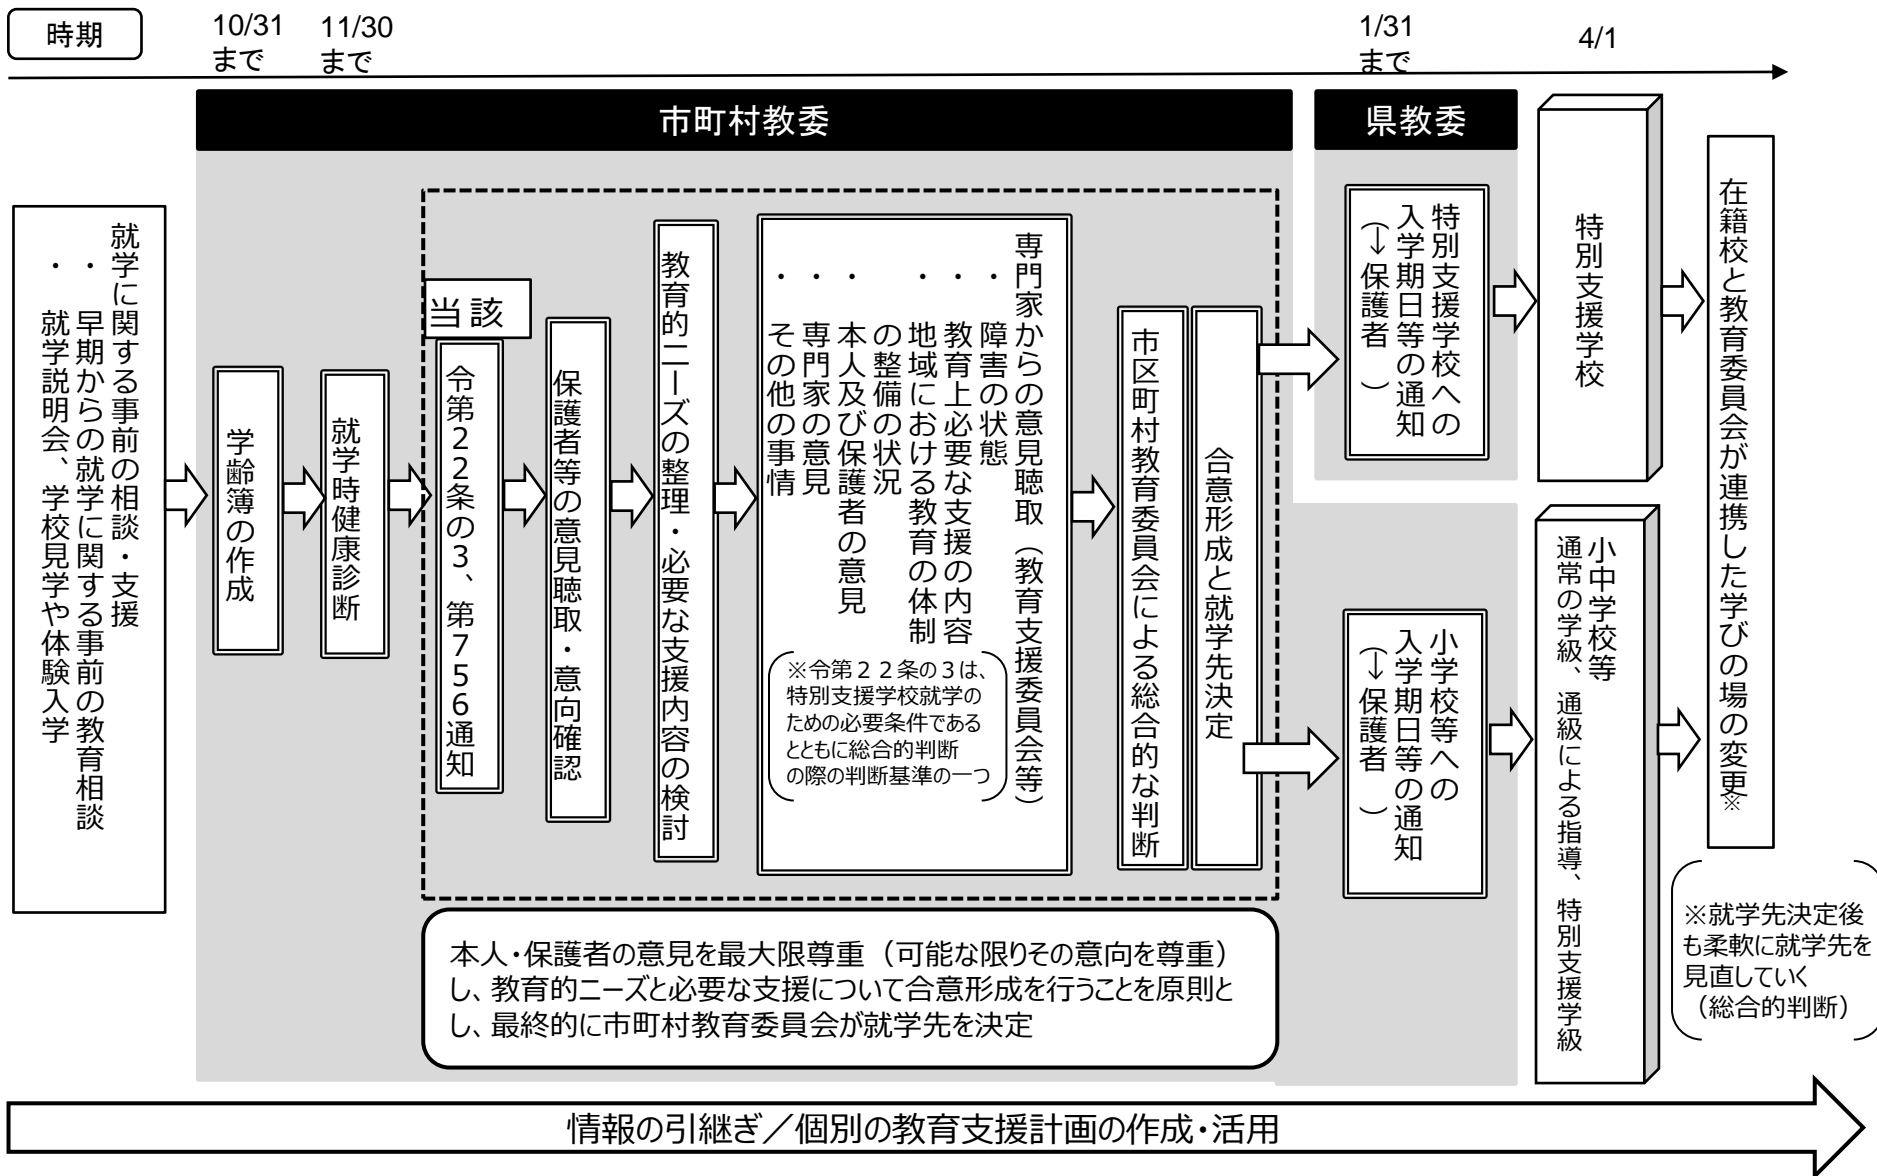 時期
10/31
まで
11/30
まで
1/31
まで
4/1
市町村教委
県教委
就学に関する事前の相談・支援
・ 早期からの就学に関する事前の教育相談
・ 就学説明会、学校見学や体験入学
学齢簿の作成
就学時健康診断
当該
令第22条の3、第756通知
保護者等の意見聴取・意向確認
教育的ニーズの整理・必要な支援内容の検討
専門家からの意見聴取（教育支援委員会等）
・ 障害の状態
・ 教育上必要な支援の内容
・ 地域における教育の体制
の整備の状況
・ 本人及び保護者の意見
・ 専門家の意見
・ その他の事情
※令第２２条の３は、
特別支援学校就学の
ための必要条件である
とともに総合的判断
の際の判断基準の一つ
市区町村教育委員会による総合的な判断
合意形成と就学先決定
特別支援学校への
入学期日等の通知
（→保護者）
小学校等への
入学期日等の通知
（→保護者）
特別支援学校
小中学校等
通常の学級、通級による指導、特別支援学級
在籍校と教育委員会が連携した学びの場の変更※
※就学先決定後
も柔軟に就学先を
見直していく
（総合的判断）
本人・保護者の意見を最大限尊重（可能な限りその意向を尊重）
し、教育的ニーズと必要な支援について合意形成を行うことを原則と
し、最終的に市町村教育委員会が就学先を決定
情報の引継ぎ／個別の教育支援計画の作成・活用